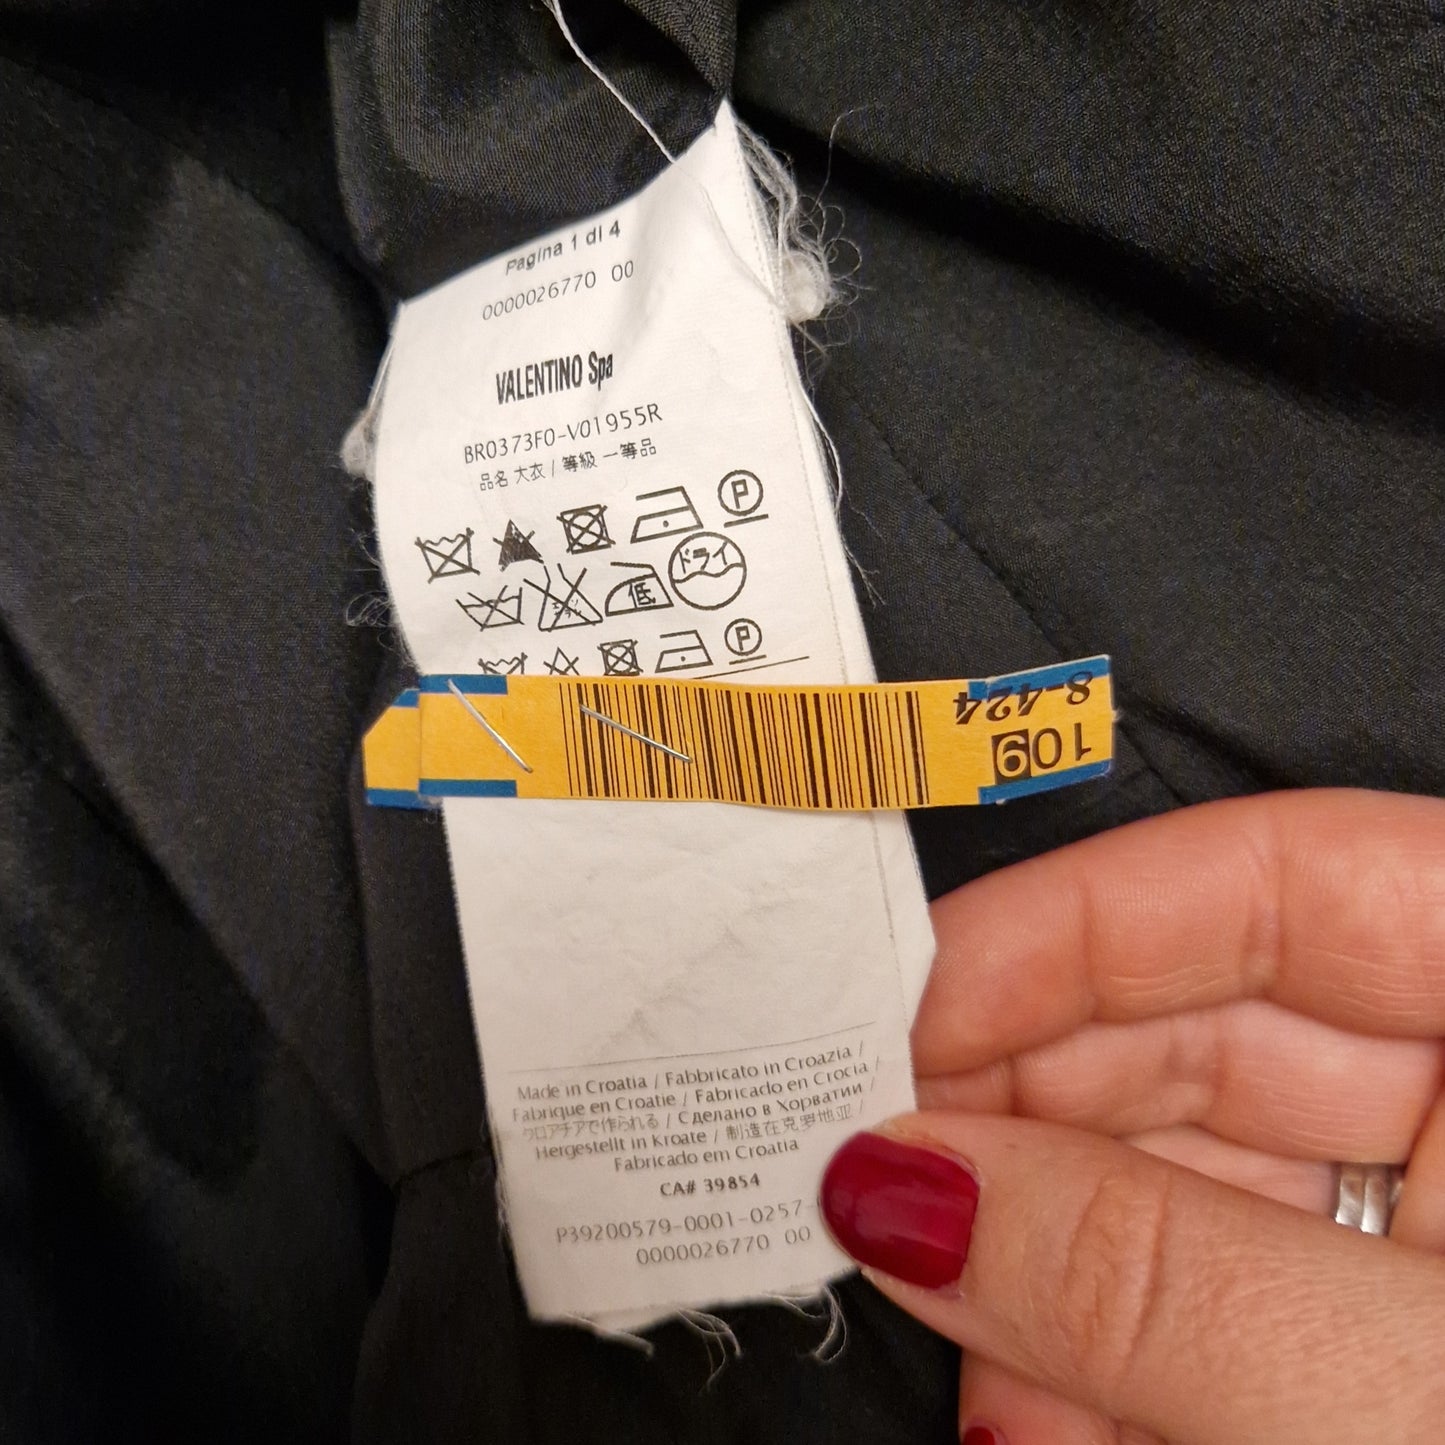 Pagina 1 di 4
0000026770 00
VALENTINO Spa
BR0373F0-V01955R
品名 大衣 / 等級 一等品
P
ドライ
低
P
8-424
109
Made in Croatia / Fabbricato in Croazia /
Fabrique en Croatie / Fabricado en Crocia /
クロアチアで作られる / Сделано в Хорватии /
Hergestellt in Kroate / 制造在克罗地亚 /
Fabricado em Croatia
CA# 39854
P39200579-0001-0257-
0000026770 00